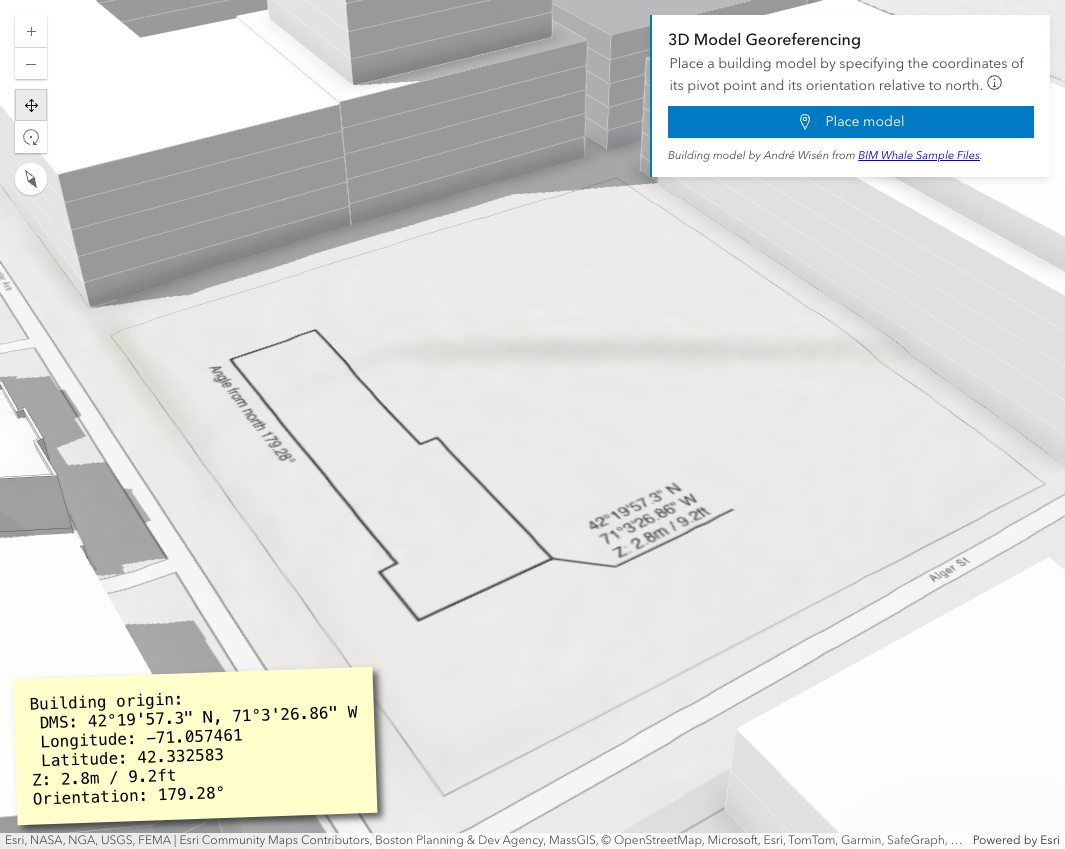 3D Model Georeferencing
Place a building model by specifying the coordinates of
its pivot point and its orientation relative to north.
Place model
Building model by André Wisén from BIM Whale Sample Files.
Angle from north 179.28°
42°19'57.3" N
71°3'26.86" W
Z: 2.8m / 9.2ft
Alger St
Building origin:
DMS: 42°19'57.3" N, 71°3'26.86" W
Longitude: -71.057461
Latitude: 42.332583
Z: 2.8m / 9.2ft
Orientation: 179.28°
Esri, NASA, NGA, USGS, FEMA | Esri Community Maps Contributors, Boston Planning & Dev Agency, MassGIS, © OpenStreetMap, Microsoft, Esri, TomTom, Garmin, SafeGraph, … Powered by Esri